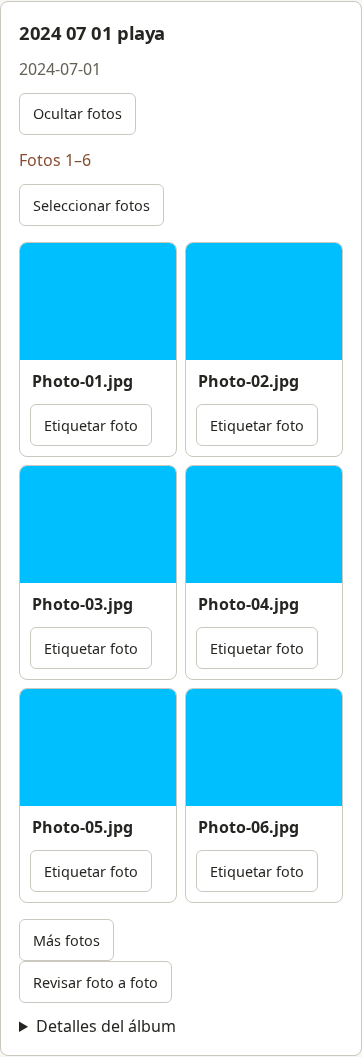 2024 07 01 playa
2024-07-01
Ocultar fotos
Fotos 1–6
Seleccionar fotos
Photo-01.jpg
Etiquetar foto
Photo-02.jpg
Etiquetar foto
Photo-03.jpg
Etiquetar foto
Photo-04.jpg
Etiquetar foto
Photo-05.jpg
Etiquetar foto
Photo-06.jpg
Etiquetar foto
Más fotos
Revisar foto a foto
Detalles del álbum